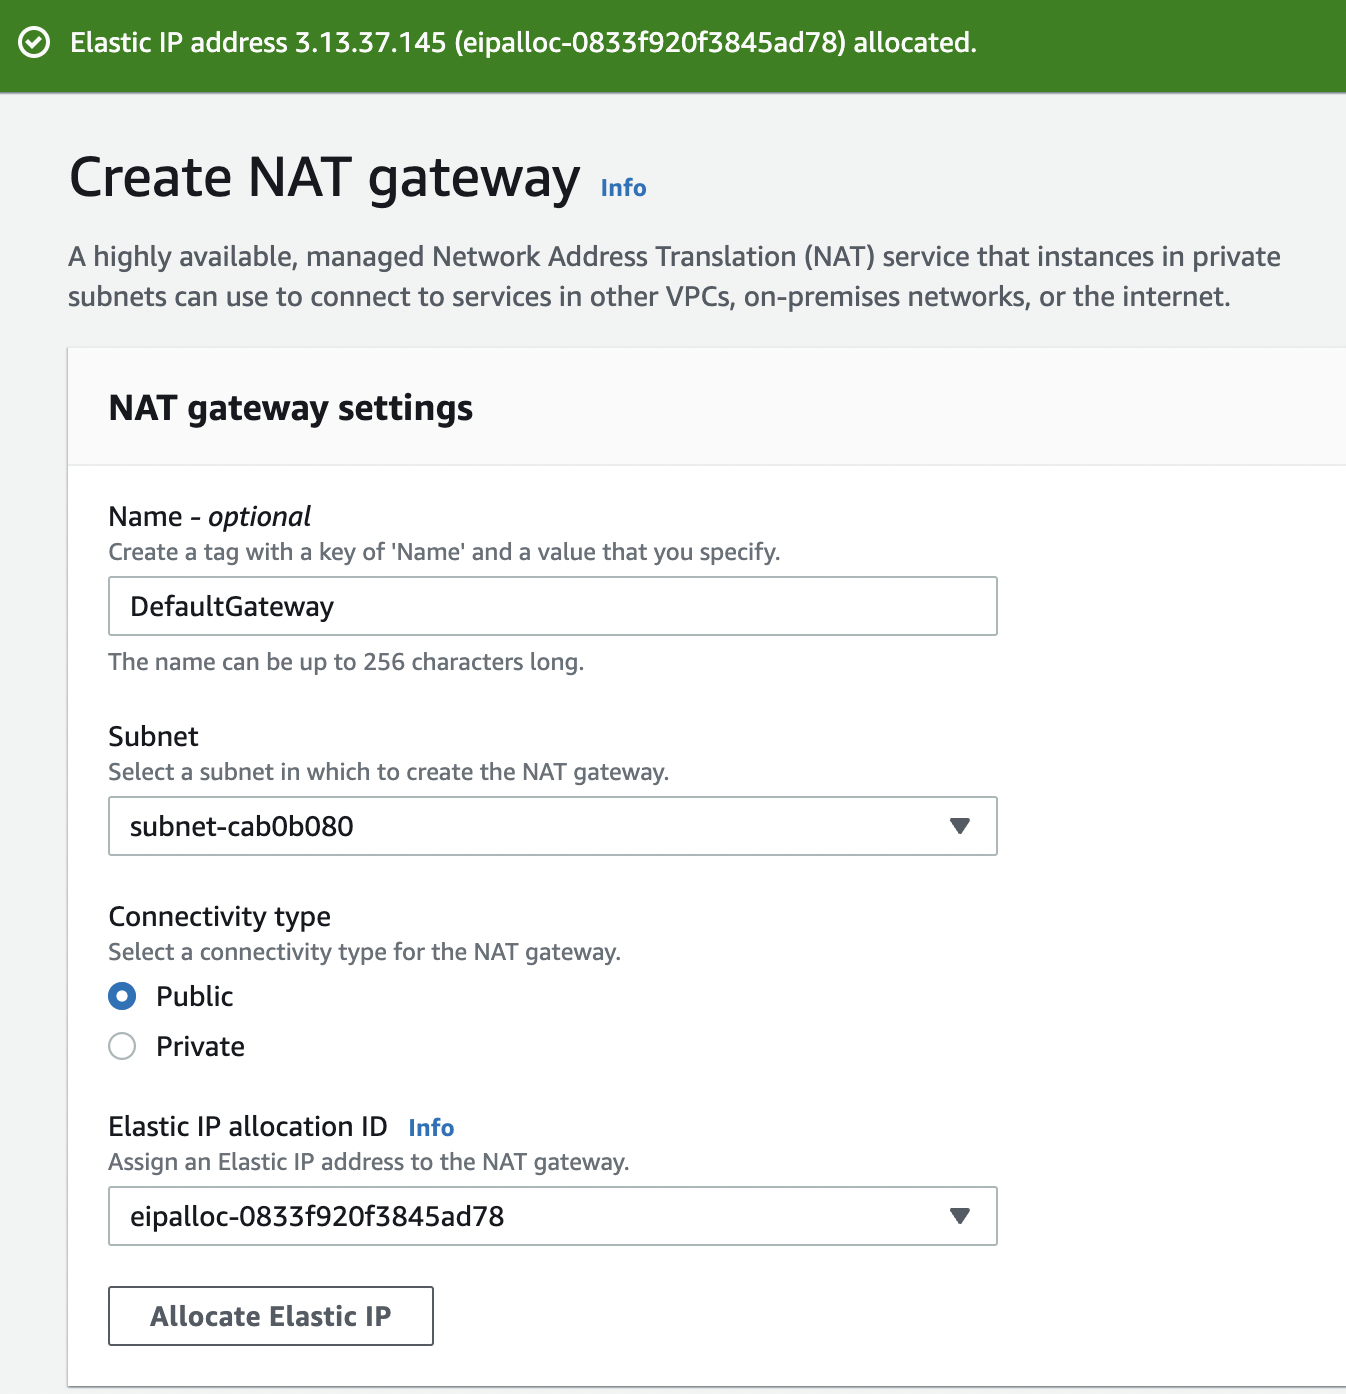 Elastic IP address 3.13.37.145 (eipalloc-0833f920f3845ad78) allocated.
Create NAT gateway Info
A highly available, managed Network Address Translation (NAT) service that instances in private
subnets can use to connect to services in other VPCs, on-premises networks, or the internet.
NAT gateway settings
Name - optional
Create a tag with a key of 'Name' and a value that you specify.
DefaultGateway
The name can be up to 256 characters long.
Subnet
Select a subnet in which to create the NAT gateway.
subnet-cab0b080
Connectivity type
Select a connectivity type for the NAT gateway.
Public
Private
Elastic IP allocation ID Info
Assign an Elastic IP address to the NAT gateway.
eipalloc-0833f920f3845ad78
Allocate Elastic IP